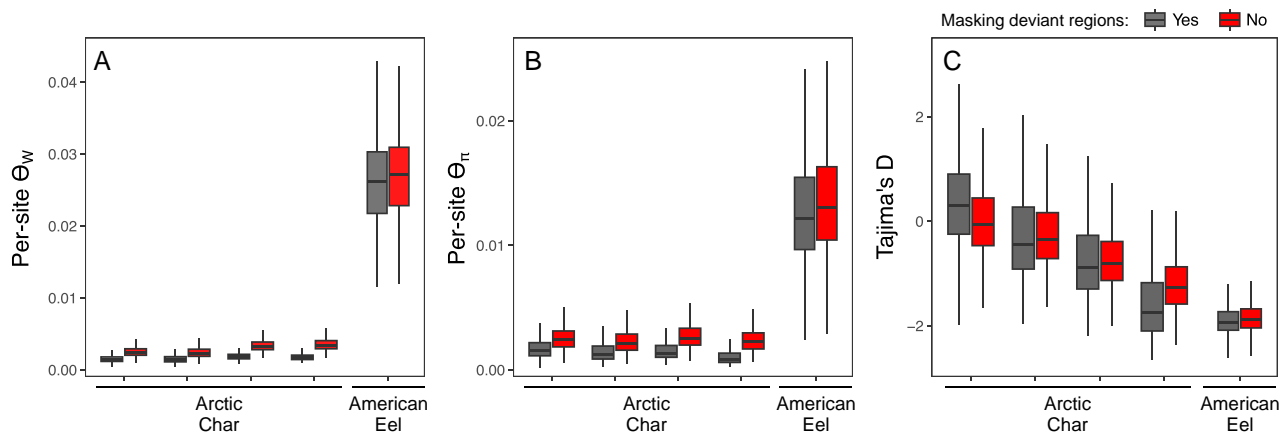 Masking deviant regions: Yes No
A
Per-site ΘW
0.04
0.03
0.02
0.01
0.00
Arctic
Char
American
Eel
B
Per-site Θπ
0.02
0.01
0.00
Arctic
Char
American
Eel
C
Tajima's D
2
0
−2
Arctic
Char
American
Eel